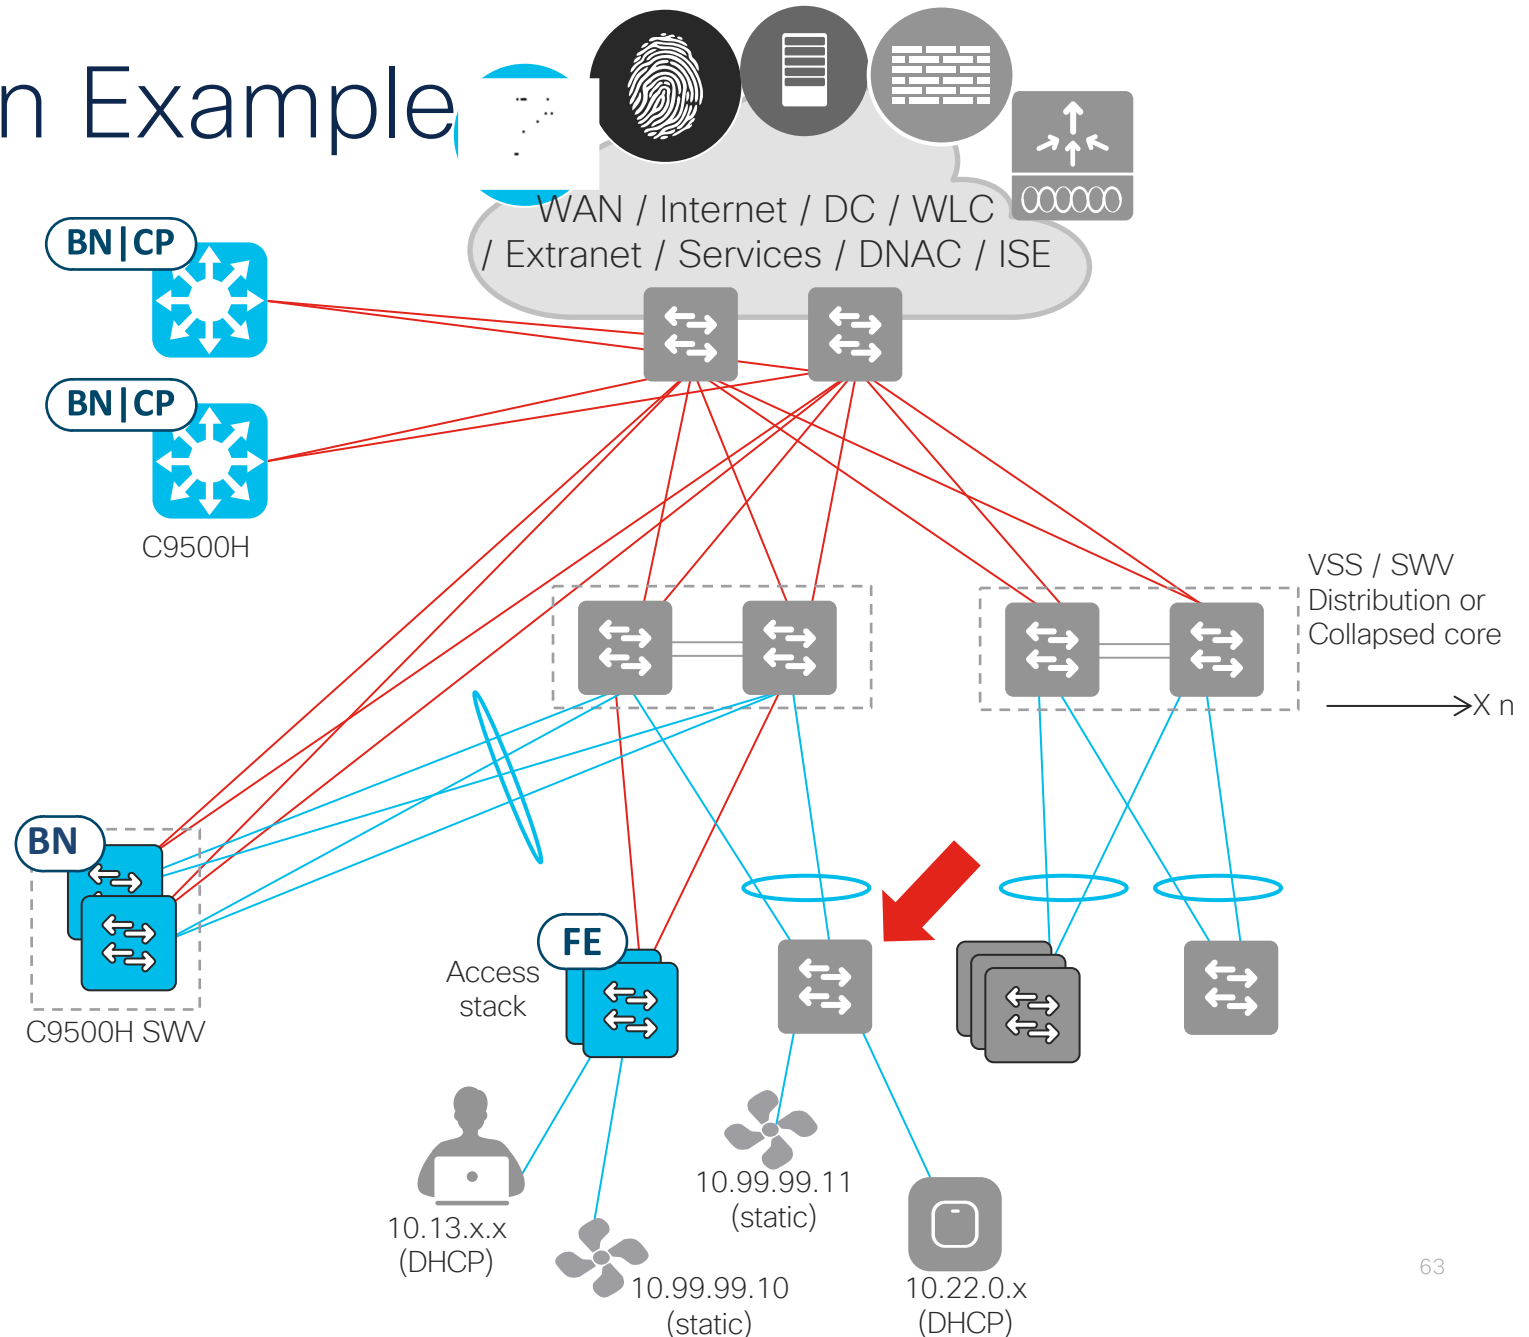 n Example
WAN / Internet / DC / WLC
/ Extranet / Services / DNAC / ISE
BN|CP
BN|CP
C9500H
VSS / SWV
Distribution or
Collapsed core
X n
BN
C9500H SWV
FE
Access
stack
10.13.x.x
(DHCP)
10.99.99.10
(static)
10.99.99.11
(static)
10.22.0.x
(DHCP)
63